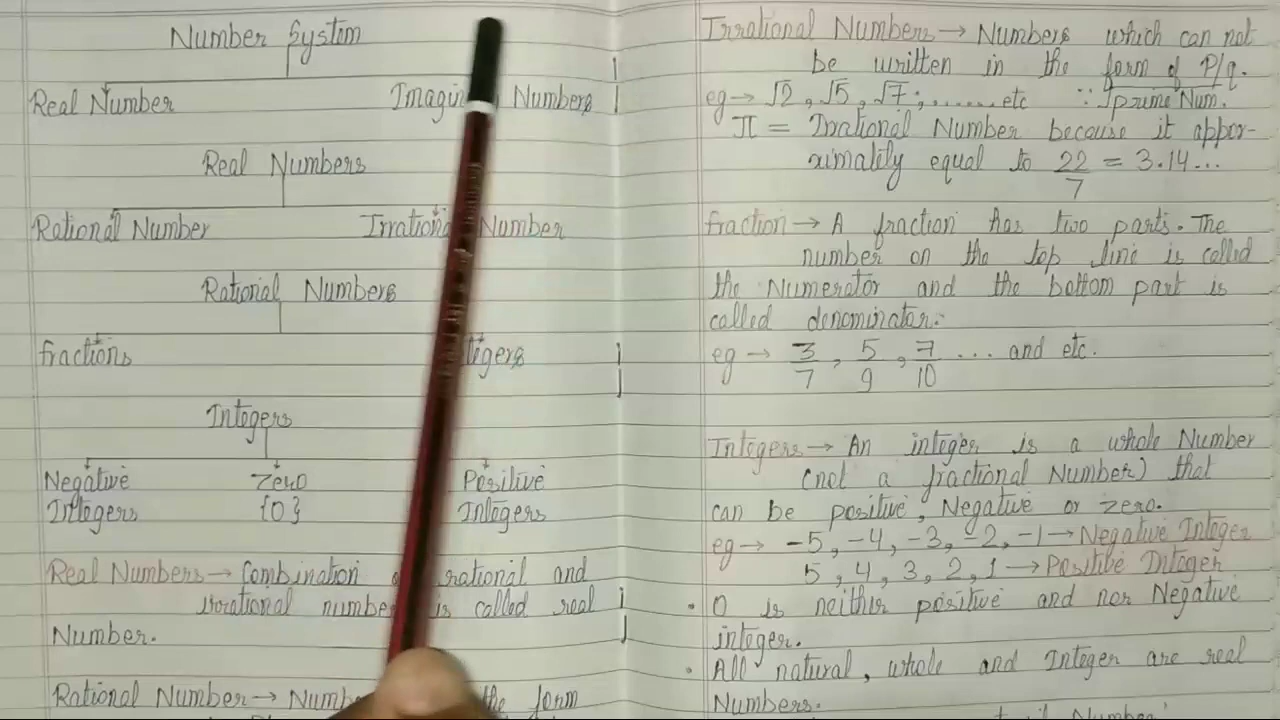 Number System
Real Number Imagin Numbers
Real Numbers
Rational Number Irrational Number
Rational Numbers
fractions tigers
Integers
Negative Zero Positive
Integers {0} Integers
Real Numbers → Combination rational and
irrational number is called real
Number.
Rational Number → Numb the form
Irrational Numbers → Numbers which can not
be written in the form of P/q.
eg → √2, √5, √7, ....... etc ∵ √prime Num.
π = Irrational Number because it appor-
ximatily equal to 22/7 = 3.14...
fraction → A fraction has two parts. The
number on the top line is called
the Numerator and the bottom part is
called denominator.
eg → 3/7, 5/9, 7/10 ... and etc.
Integers → An integer is a whole Number
(not a fractional Number) that
can be positive, Negative or zero.
eg → -5, -4, -3, -2, -1 → Negative Integer
5, 4, 3, 2, 1 → Positive Integer
• 0 is neither positive and nor Negative
integer.
• All natural, whole and Integer are real
Numbers.